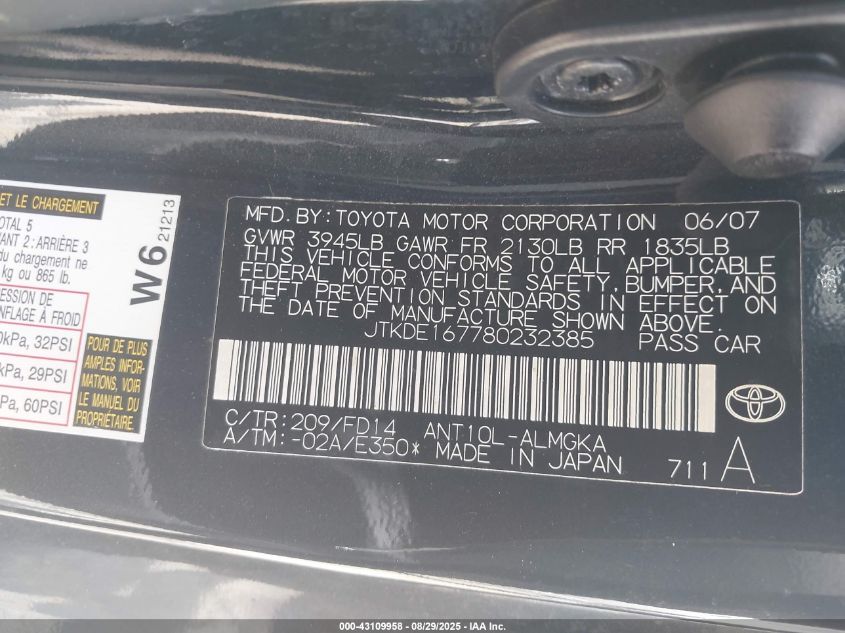 ET LE CHARGEMENT
OTAL 5
ANT 2 : ARRIÈRE 3
du chargement ne
kg ou 865 lb.
ESSION DE
NFLAGE À FROID
kPa, 32PSI
kPa, 29PSI
Pa, 60PSI
W6
21213
POUR DE PLUS
AMPLES INFOR-
MATIONS, VOIR
LE MANUEL DU
PROPRIÉTAIRE.
MFD. BY: TOYOTA MOTOR CORPORATION 06/07
GVWR 3945LB GAWR FR 2130LB RR 1835LB
THIS VEHICLE CONFORMS TO ALL APPLICABLE
FEDERAL MOTOR VEHICLE SAFETY, BUMPER, AND
THEFT PREVENTION STANDARDS IN EFFECT ON
THE DATE OF MANUFACTURE SHOWN ABOVE.
JTKDE167780232385 PASS CAR
C/TR: 209/FD14 ANT10L-ALMGKA
A/TM: -02A/E350* MADE IN JAPAN 711 A
000-43109958 - 08/29/2025 - IAA Inc.